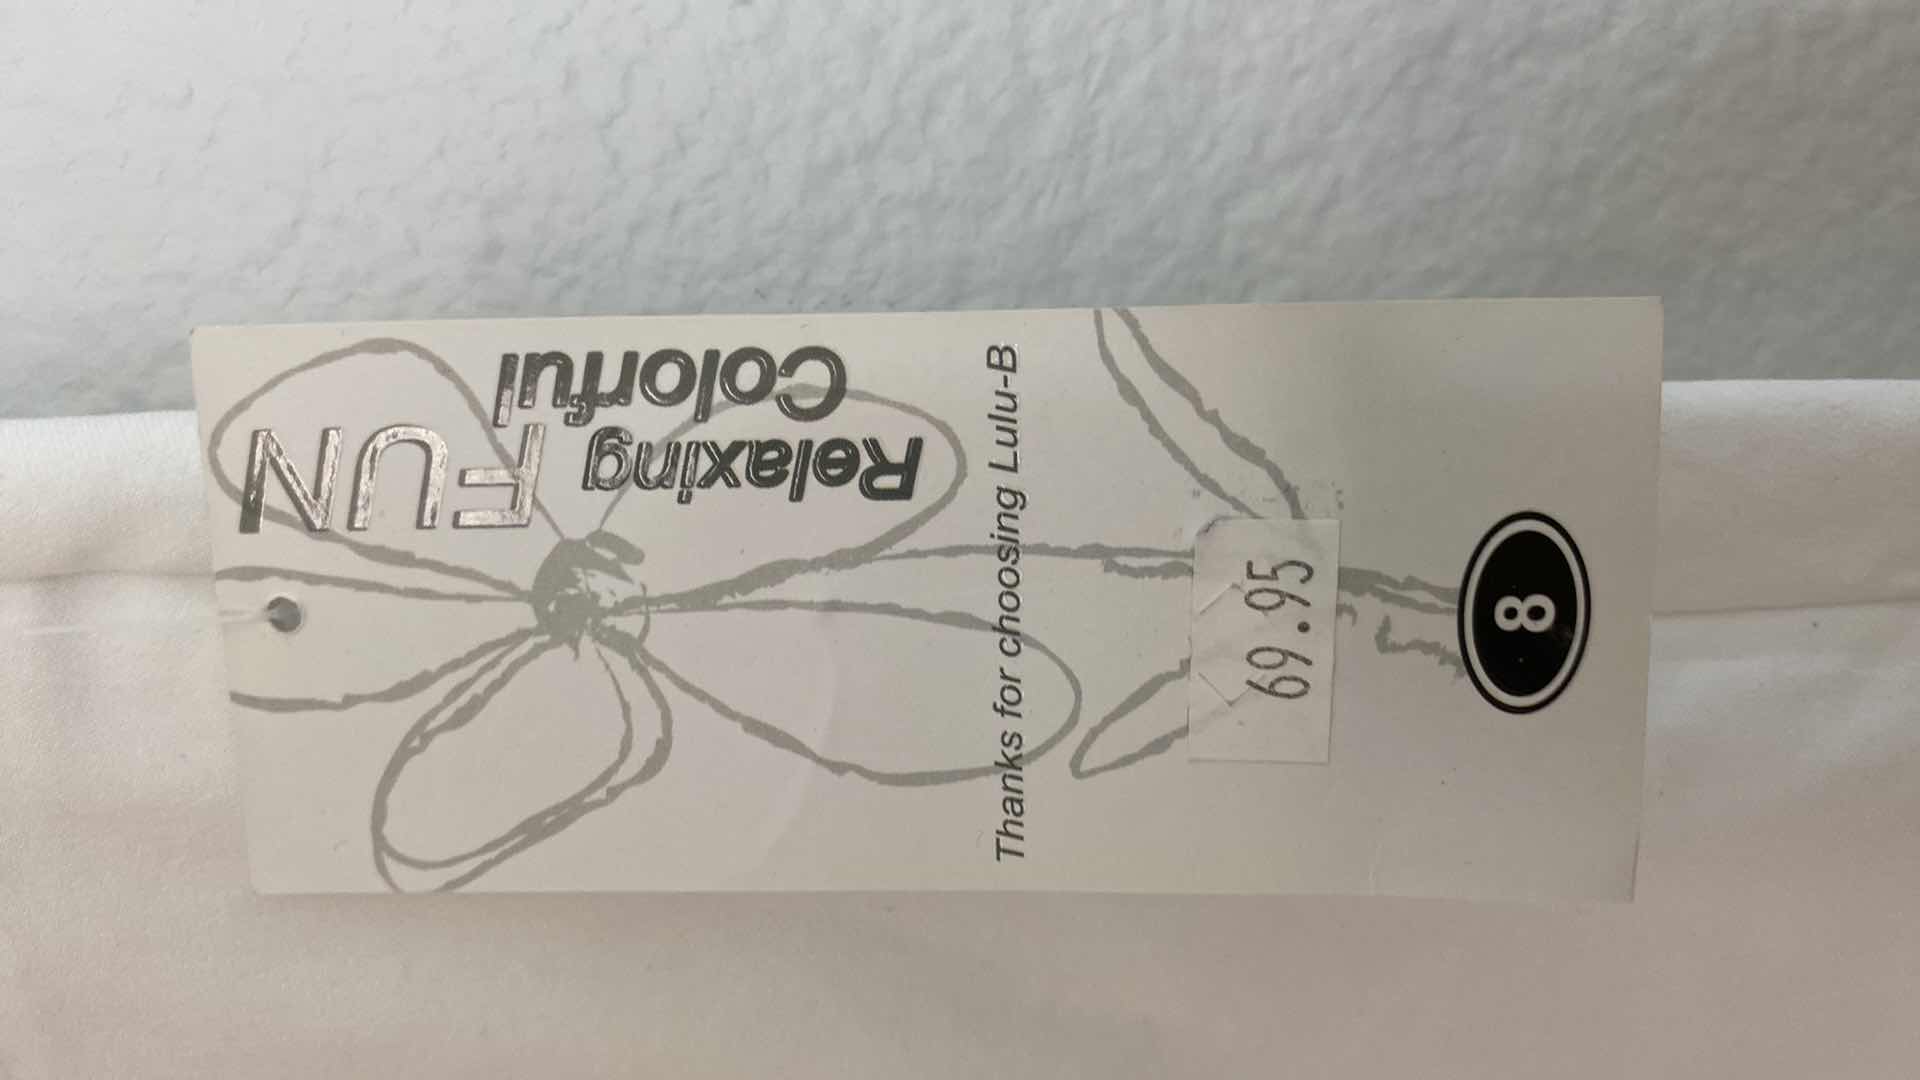 Relaxing
Colorful
FUN
Thanks for choosing Lulu-B
69.95
8